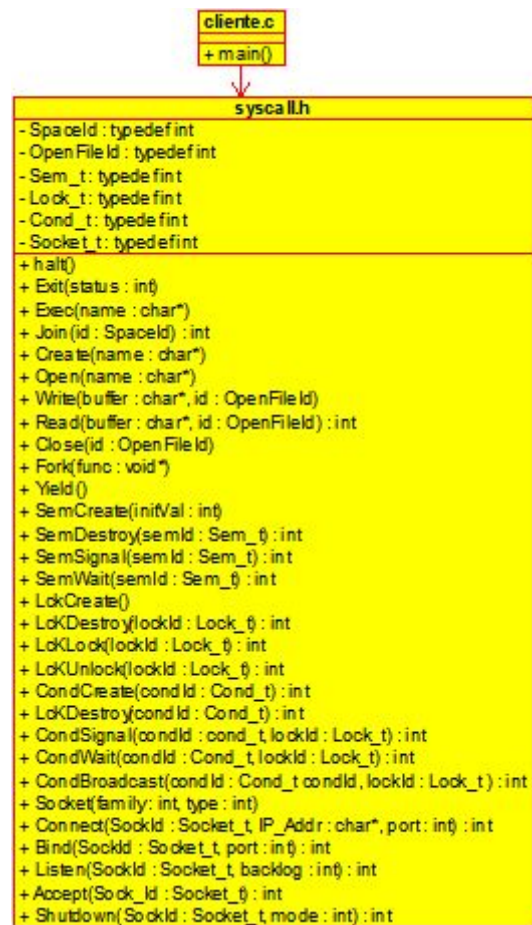 cliente.c
+ main()
syscall.h
- SpaceId : typedef int
- OpenFileId : typedef int
- Sem_t : typedef int
- Lock_t : typedef int
- Cond_t : typedef int
- Socket_t : typedef int
+ halt()
+ Exit(status : int)
+ Exec(name : char*)
+ Join(id : SpaceId) : int
+ Create(name : char*)
+ Open(name : char*)
+ Write(buffer : char*, id : OpenFileId)
+ Read(buffer : char*, id : OpenFileId) : int
+ Close(id : OpenFileId)
+ Fork(func : void*)
+ Yield()
+ SemCreate(initVal : int)
+ SemDestroy(semId : Sem_t) : int
+ SemSignal(semId : Sem_t) : int
+ SemWait(semId : Sem_t) : int
+ LckCreate()
+ LcKDestroy(lockId : Lock_t) : int
+ LcKLock(lockId : Lock_t) : int
+ LcKUnlock(lockId : Lock_t) : int
+ CondCreate(condId : Cond_t) : int
+ LcKDestroy(condId : Cond_t) : int
+ CondSignal(condId : cond_t, lockId : Lock_t) : int
+ CondWait(condId : Cond_t, lockId : Lock_t) : int
+ CondBroadcast(condId : Cond_t condId, lockId : Lock_t ) : int
+ Socket(family : int, type : int)
+ Connect(SockId : Socket_t, IP_Addr : char*, port : int) : int
+ Bind(SockId : Socket_t, port : int) : int
+ Listen(SockId : Socket_t, backlog : int) : int
+ Accept(Sock_Id : Socket_t) : int
+ Shutdown(SockId : Socket_t, mode : int) : int